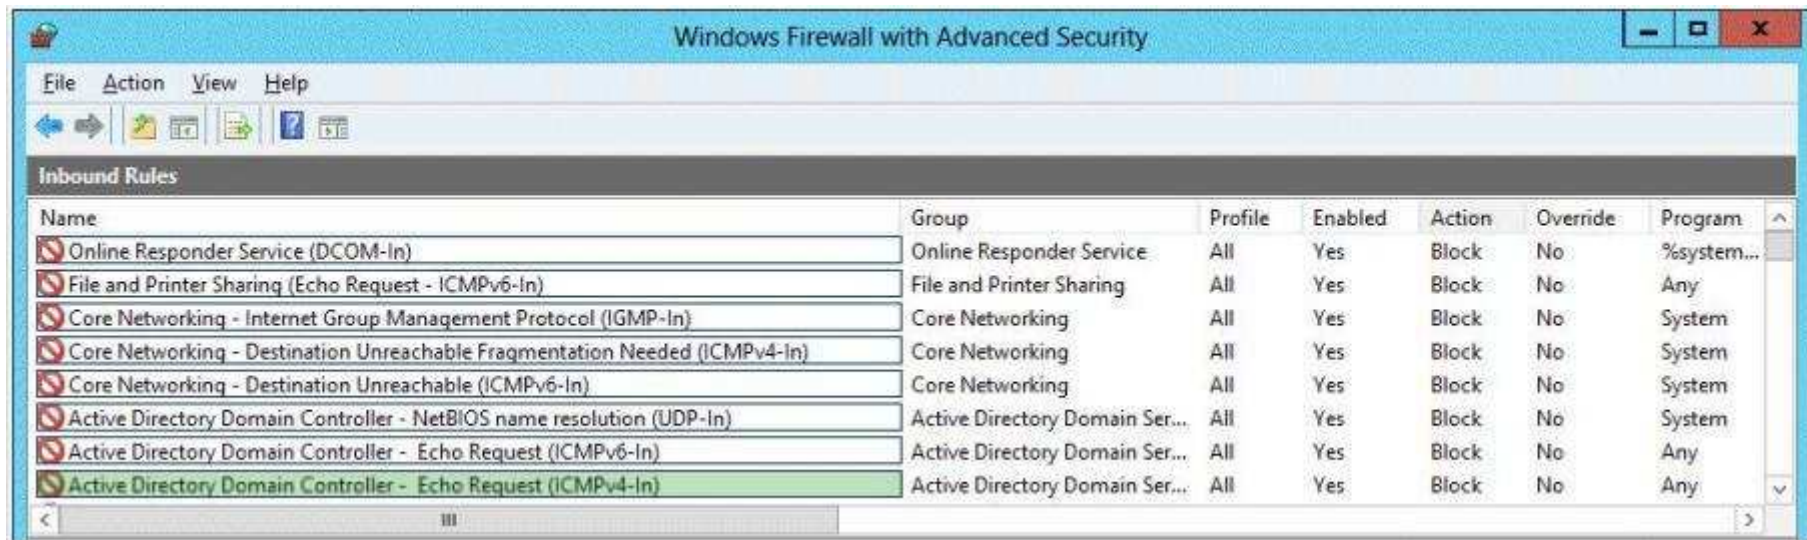 Windows Firewall with Advanced Security
File Action View Help
Inbound Rules
Name Group Profile Enabled Action Override Program
Online Responder Service (DCOM-In) Online Responder Service All Yes Block No %system...
File and Printer Sharing (Echo Request - ICMPv6-In) File and Printer Sharing All Yes Block No Any
Core Networking - Internet Group Management Protocol (IGMP-In) Core Networking All Yes Block No System
Core Networking - Destination Unreachable Fragmentation Needed (ICMPv4-In) Core Networking All Yes Block No System
Core Networking - Destination Unreachable (ICMPv6-In) Core Networking All Yes Block No System
Active Directory Domain Controller - NetBIOS name resolution (UDP-In) Active Directory Domain Ser... All Yes Block No System
Active Directory Domain Controller - Echo Request (ICMPv6-In) Active Directory Domain Ser... All Yes Block No Any
Active Directory Domain Controller - Echo Request (ICMPv4-In) Active Directory Domain Ser... All Yes Block No Any